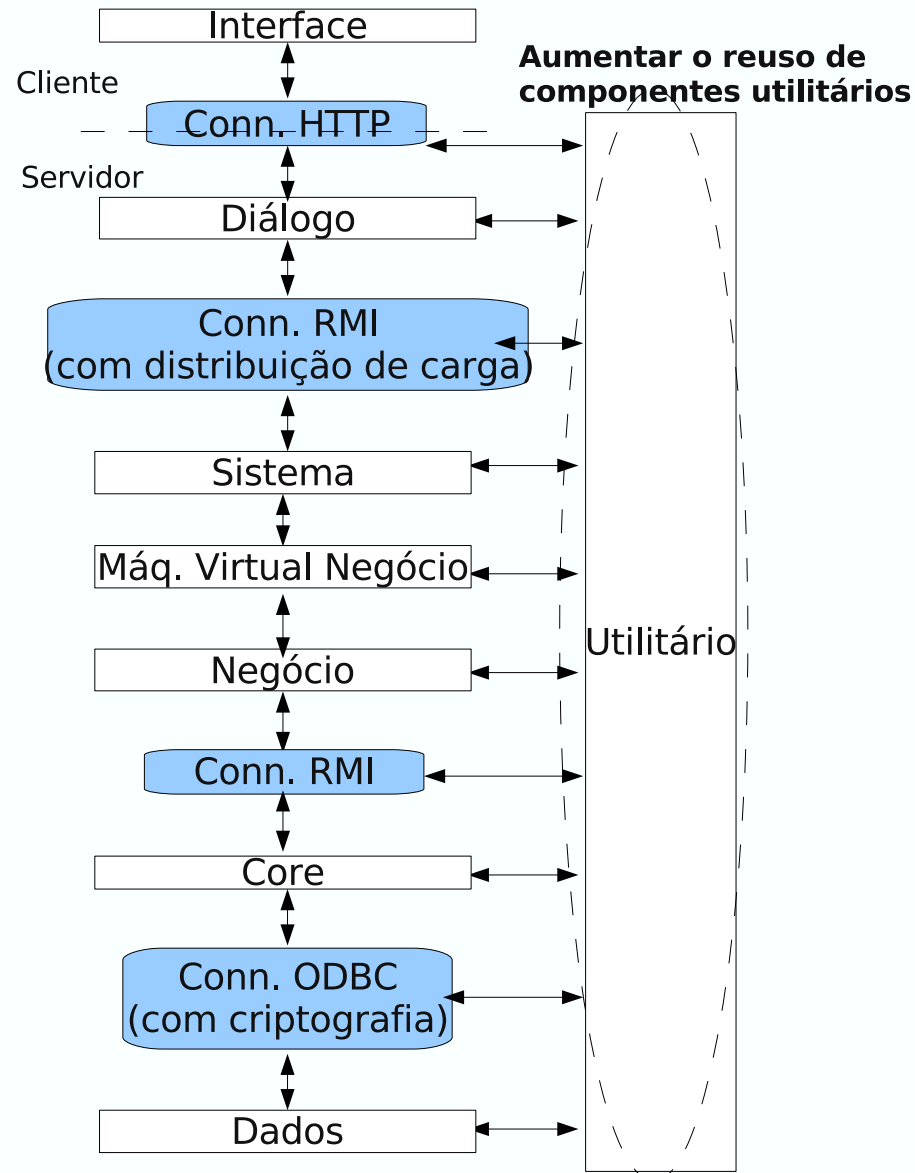 Interface
Aumentar o reuso de
componentes utilitários
Cliente
Conn. HTTP
Servidor
Diálogo
Conn. RMI
(com distribuição de carga)
Sistema
Máq. Virtual Negócio
Utilitário
Negócio
Conn. RMI
Core
Conn. ODBC
(com criptografia)
Dados